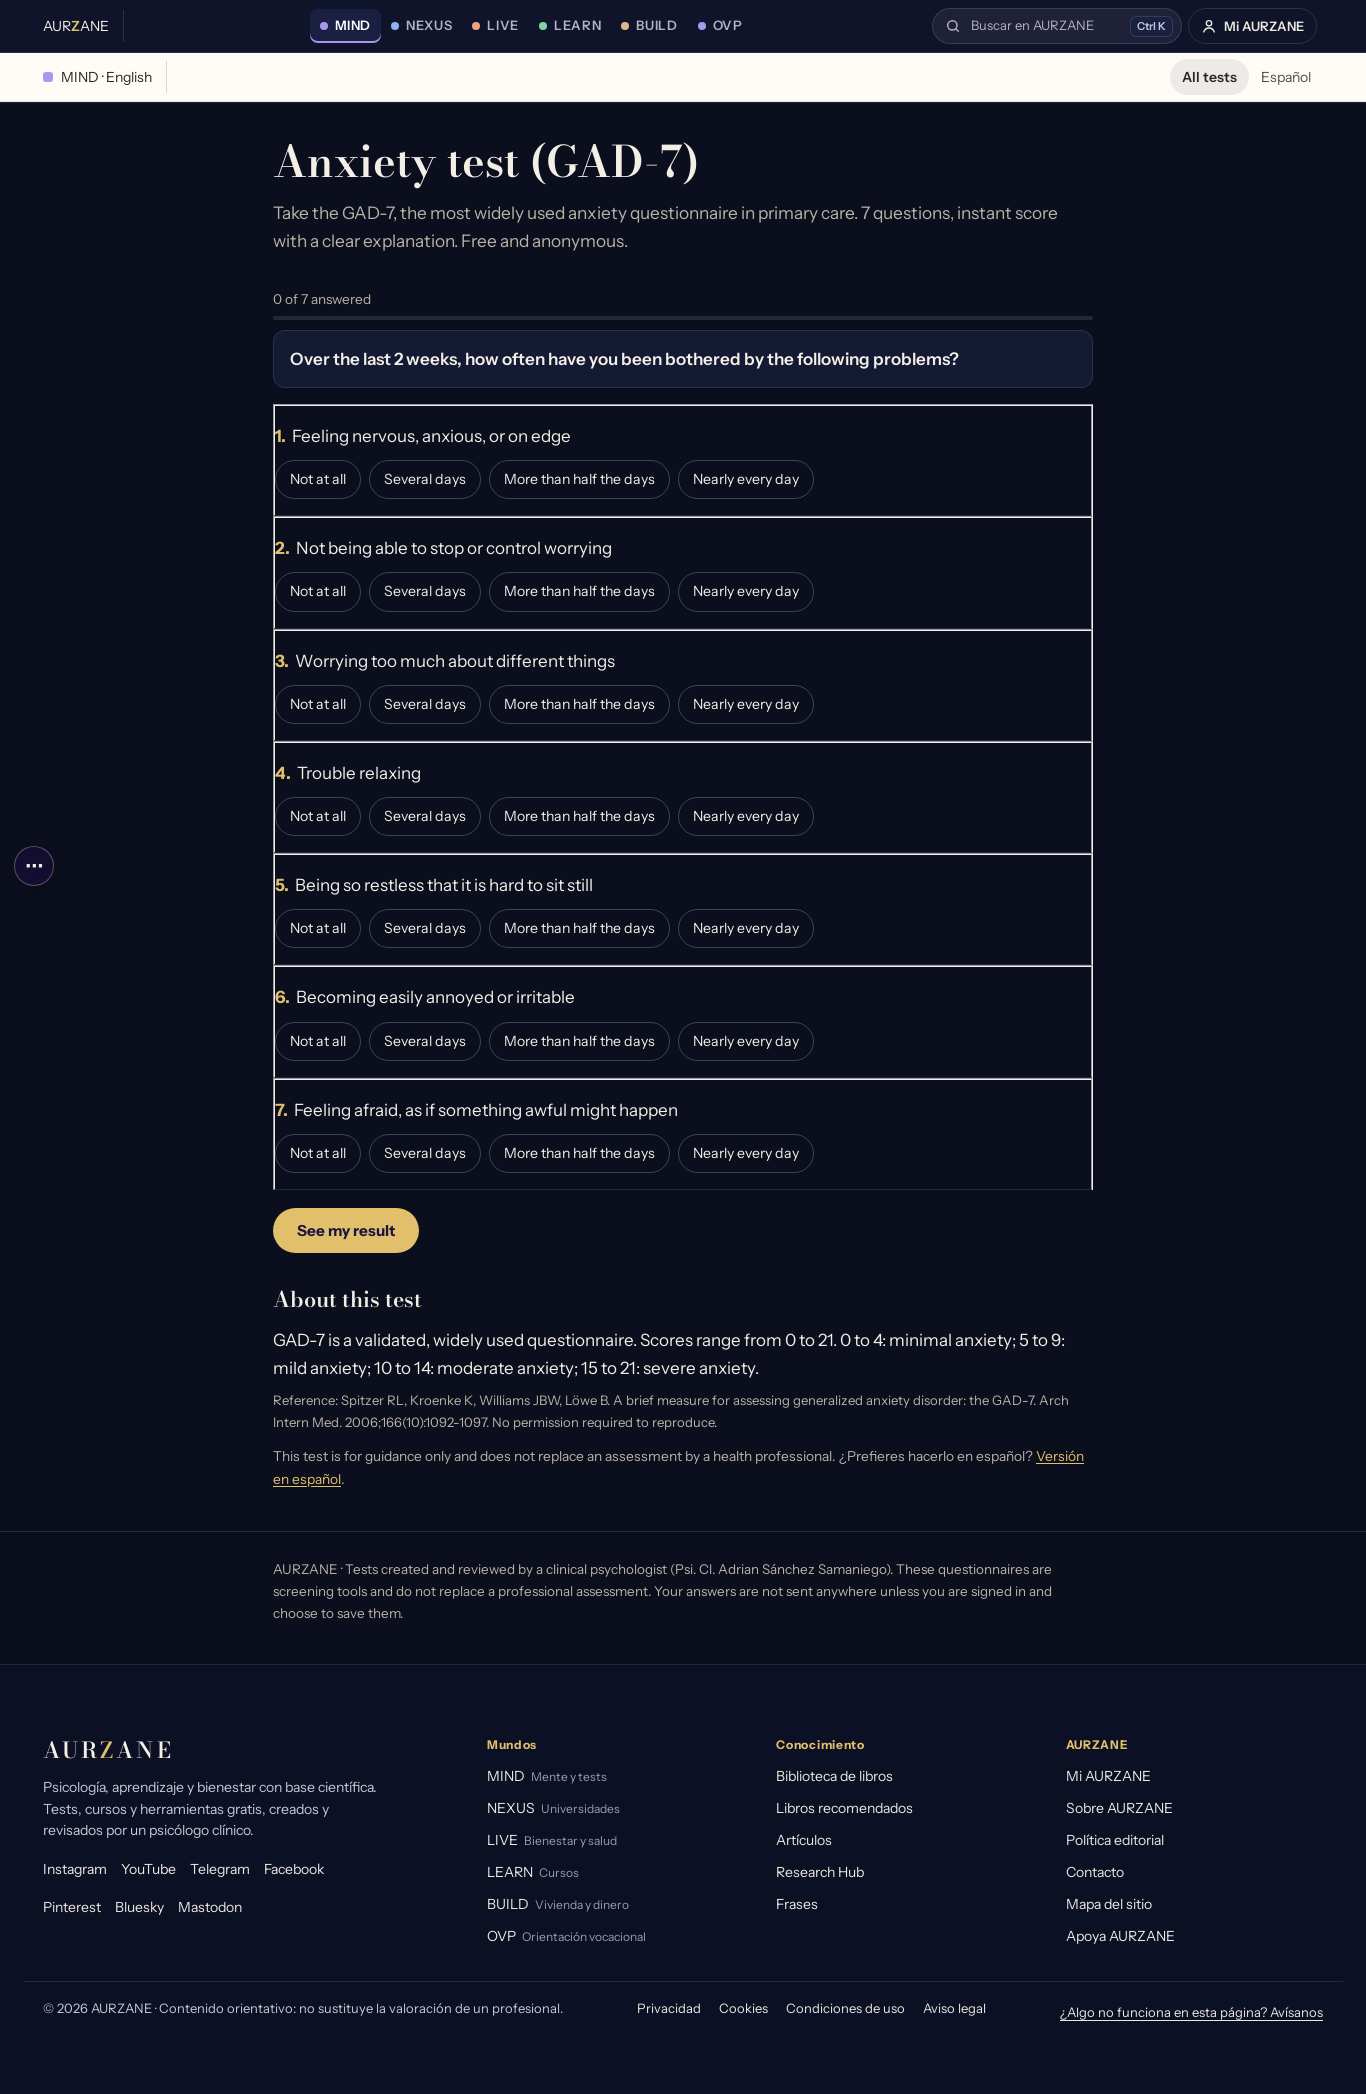 AURZANE
MIND
NEXUS
LIVE
LEARN
BUILD
OVP
Buscar en AURZANE
Ctrl K
Mi AURZANE
MIND · English
All tests
Español
Anxiety test (GAD-7)
Take the GAD-7, the most widely used anxiety questionnaire in primary care. 7 questions, instant score
with a clear explanation. Free and anonymous.
0 of 7 answered
Over the last 2 weeks, how often have you been bothered by the following problems?
1. Feeling nervous, anxious, or on edge
Not at all Several days More than half the days Nearly every day
2. Not being able to stop or control worrying
Not at all Several days More than half the days Nearly every day
3. Worrying too much about different things
Not at all Several days More than half the days Nearly every day
4. Trouble relaxing
Not at all Several days More than half the days Nearly every day
5. Being so restless that it is hard to sit still
Not at all Several days More than half the days Nearly every day
6. Becoming easily annoyed or irritable
Not at all Several days More than half the days Nearly every day
7. Feeling afraid, as if something awful might happen
Not at all Several days More than half the days Nearly every day
See my result
About this test
GAD-7 is a validated, widely used questionnaire. Scores range from 0 to 21. 0 to 4: minimal anxiety; 5 to 9:
mild anxiety; 10 to 14: moderate anxiety; 15 to 21: severe anxiety.
Reference: Spitzer RL, Kroenke K, Williams JBW, Löwe B. A brief measure for assessing generalized anxiety disorder: the GAD-7. Arch
Intern Med. 2006;166(10):1092-1097. No permission required to reproduce.
This test is for guidance only and does not replace an assessment by a health professional. ¿Prefieres hacerlo en español? Versión
en español.
AURZANE · Tests created and reviewed by a clinical psychologist (Psi. Cl. Adrian Sánchez Samaniego). These questionnaires are
screening tools and do not replace a professional assessment. Your answers are not sent anywhere unless you are signed in and
choose to save them.
AURZANE
Psicología, aprendizaje y bienestar con base científica.
Tests, cursos y herramientas gratis, creados y
revisados por un psicólogo clínico.
Instagram YouTube Telegram Facebook
Pinterest Bluesky Mastodon
Mundos
MIND Mente y tests
NEXUS Universidades
LIVE Bienestar y salud
LEARN Cursos
BUILD Vivienda y dinero
OVP Orientación vocacional
Conocimiento
Biblioteca de libros
Libros recomendados
Artículos
Research Hub
Frases
AURZANE
Mi AURZANE
Sobre AURZANE
Política editorial
Contacto
Mapa del sitio
Apoya AURZANE
© 2026 AURZANE · Contenido orientativo: no sustituye la valoración de un profesional.
Privacidad Cookies Condiciones de uso Aviso legal
¿Algo no funciona en esta página? Avísanos